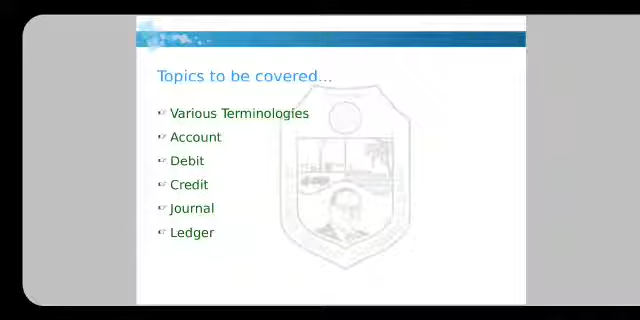 Topics to be covered...
Various Terminologies
Account
Debit
Credit
Journal
Ledger